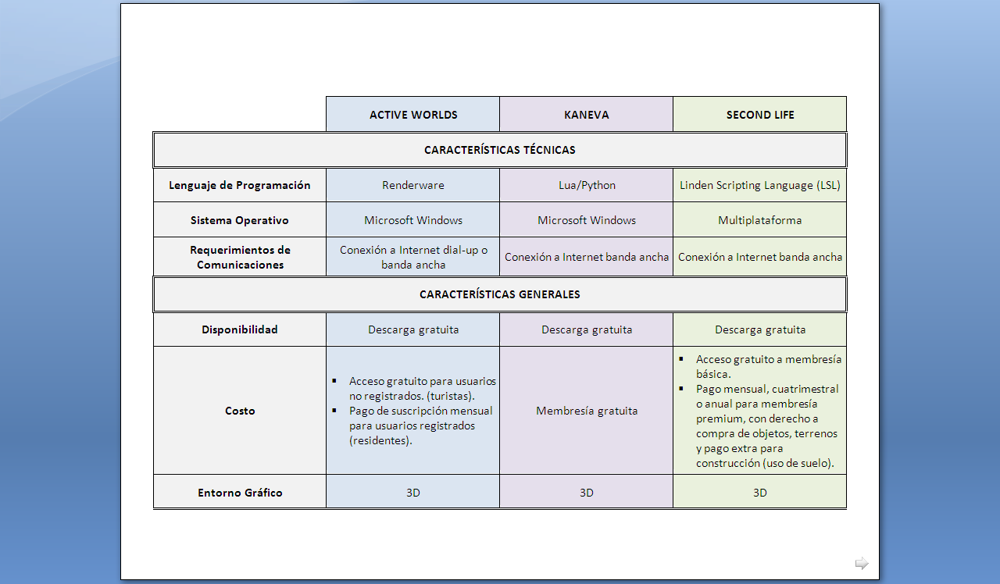 ACTIVE WORLDS KANEVA SECOND LIFE
CARACTERÍSTICAS TÉCNICAS
Lenguaje de Programación Renderware Lua/Python Linden Scripting Language (LSL)
Sistema Operativo Microsoft Windows Microsoft Windows Multiplataforma
Requerimientos de
Comunicaciones
Conexión a Internet dial-up o
banda ancha
Conexión a Internet banda ancha
Conexión a Internet banda ancha
CARACTERÍSTICAS GENERALES
Disponibilidad Descarga gratuita Descarga gratuita Descarga gratuita
Costo
▪ Acceso gratuito para usuarios
no registrados. (turistas).
▪ Pago de suscripción mensual
para usuarios registrados
(residentes).
Membresía gratuita
▪ Acceso gratuito a membresía
básica.
▪ Pago mensual, cuatrimestral
o anual para membresía
premium, con derecho a
compra de objetos, terrenos
y pago extra para
construcción (uso de suelo).
Entorno Gráfico 3D 3D 3D